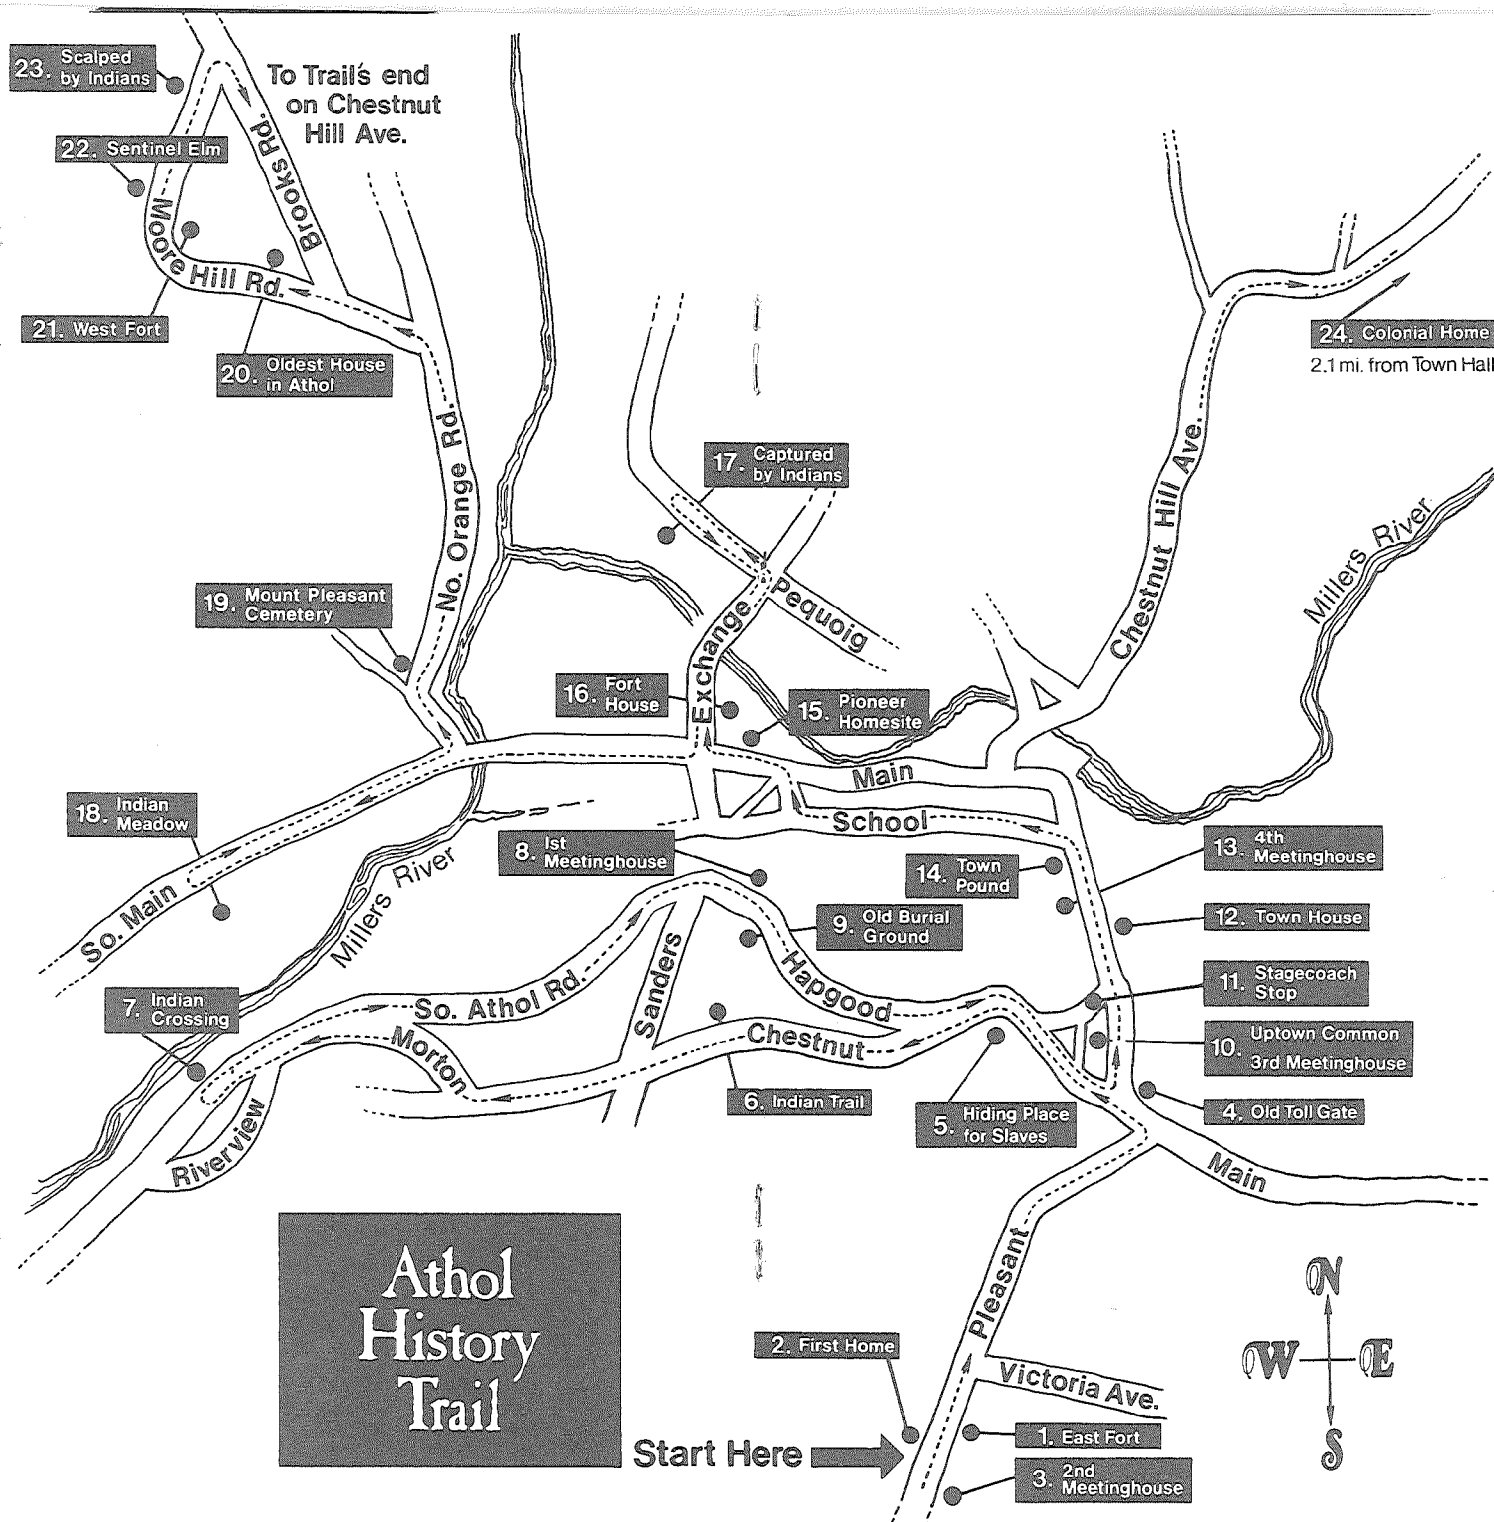 23. Scalped
by Indians
To Trail's end
on Chestnut
Hill Ave.
22. Sentinel Elm
Brooks Rd.
Moore Hill Rd.
21. West Fort
20. Oldest House
in Athol
24. Colonial Home
2.1 mi. from Town Hall
No. Orange Rd.
17. Captured
by Indians
Chestnut Hill Ave.
Millers River
19. Mount Pleasant
Cemetery
Pequoig
Exchange
16. Fort
House
15. Pioneer
Homesite
Main
18. Indian
Meadow
School
8. Ist
Meetinghouse
14. Town
Pound
13. 4th
Meetinghouse
So. Main
Millers River
9. Old Burial
Ground
12. Town House
Sanders
Hapgood
11. Stagecoach
Stop
7. Indian
Crossing
So. Athol Rd.
Morton
Chestnut
10. Uptown Common
3rd Meetinghouse
6. Indian Trail
5. Hiding Place
for Slaves
4. Old Toll Gate
Riverview
Main
Athol
History
Trail
Pleasant
N
W E
S
2. First Home
Victoria Ave.
Start Here
1. East Fort
3. 2nd
Meetinghouse